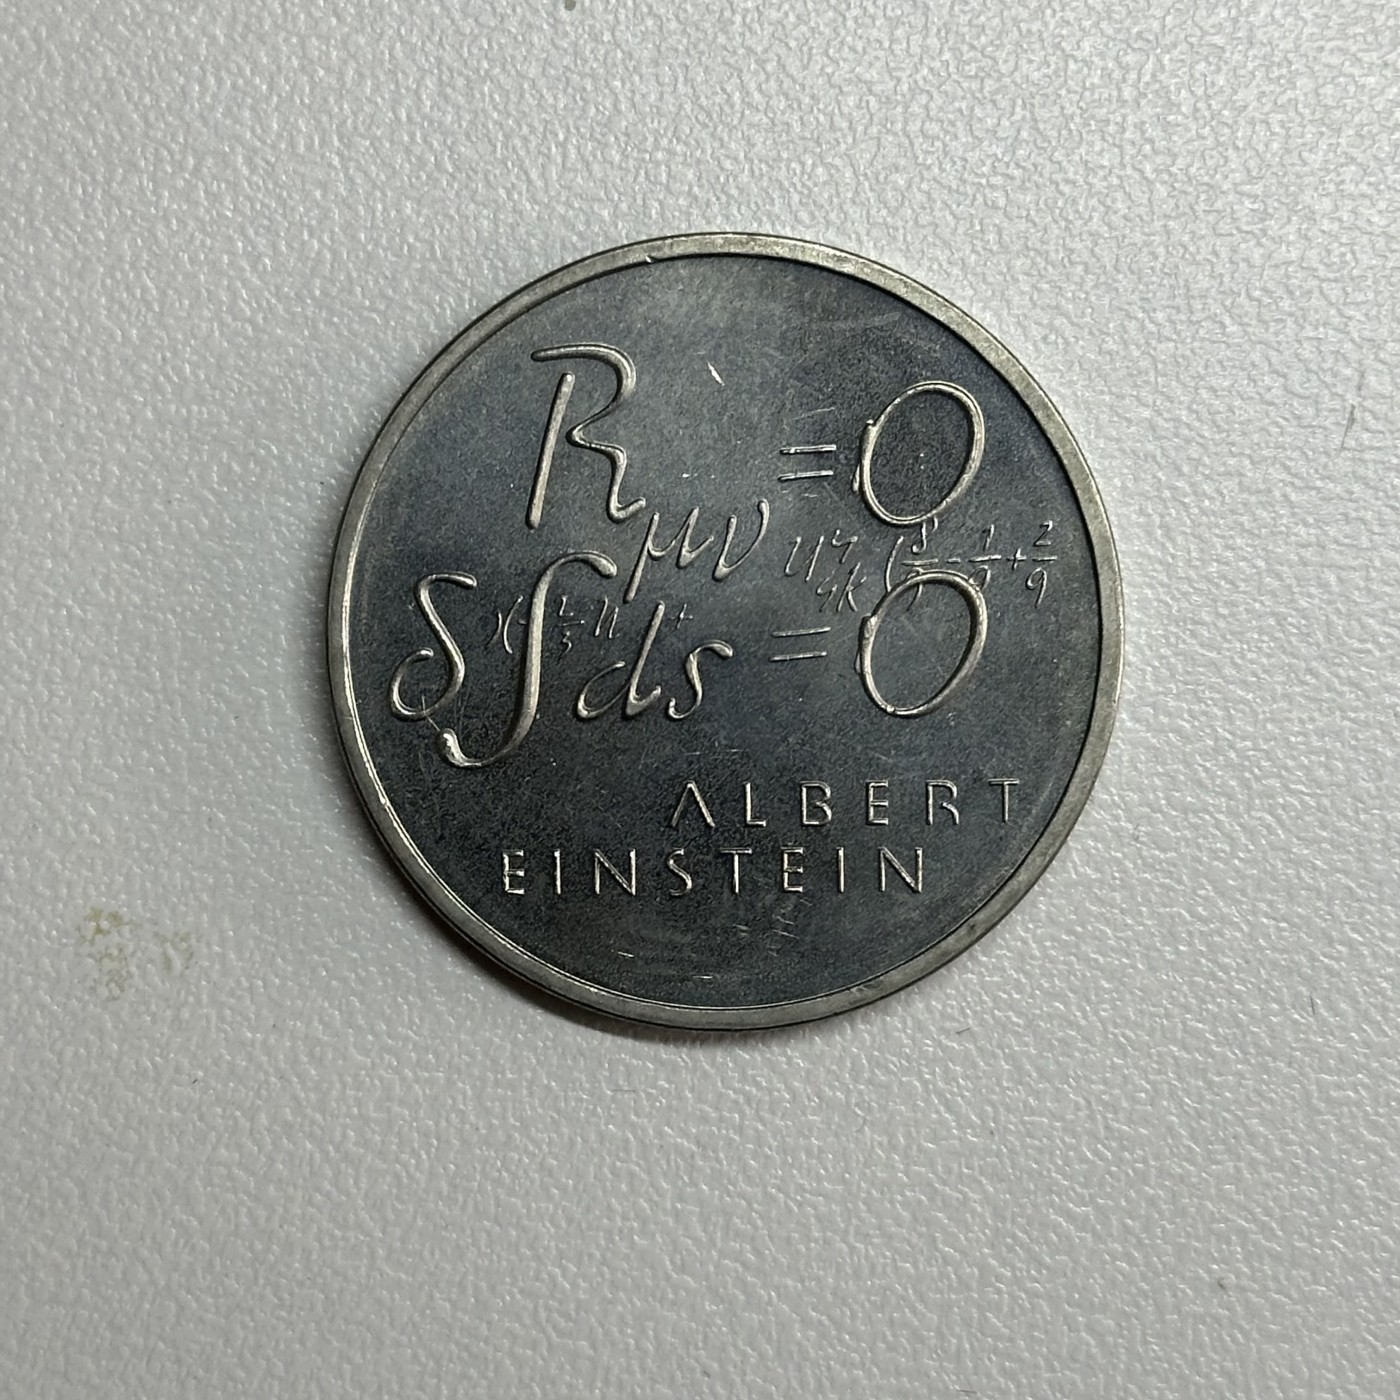 Rμν =0
δ∫ds =0
ALBERT
EINSTEIN